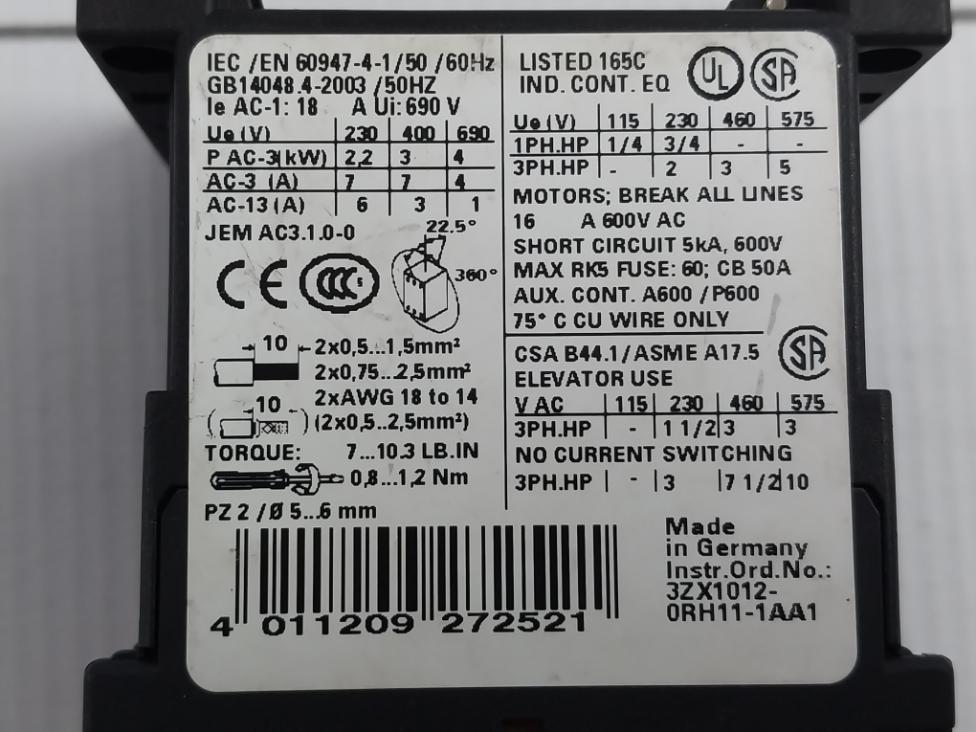 IEC /EN 60947-4-1/50 /60Hz
GB14048.4-2003 /50HZ
Ie AC-1: 18 A Ui: 690 V
Ue (V) 230 400 690
P AC-3(kW) 2,2 3 4
AC-3 (A) 7 7 4
AC-13 (A) 6 3 1
JEM AC3.1.0-0 22.5°
360°
CE CCC S
10 2x0,5...1,5mm²
2x0,75...2,5mm²
2xAWG 18 to 14
10 (2x0,5...2,5mm²)
TORQUE: 7...10.3 LB.IN
0,8...1,2 Nm
PZ 2 /Ø 5...6 mm
4 011209 272521
LISTED 165C UL SA
IND. CONT. EQ
Ue (V) 115 230 460 575
1PH.HP 1/4 3/4 - -
3PH.HP - 2 3 5
MOTORS; BREAK ALL LINES
16 A 600V AC
SHORT CIRCUIT 5kA, 600V
MAX RK5 FUSE: 60; CB 50A
AUX. CONT. A600 /P600
75° C CU WIRE ONLY
CSA B44.1/ASME A17.5 SA
ELEVATOR USE
V AC 115 230 460 575
3PH.HP - 1 1/2 3 3
NO CURRENT SWITCHING
3PH.HP - 3 7 1/2 10
Made
in Germany
Instr.Ord.No.:
3ZX1012-
0RH11-1AA1